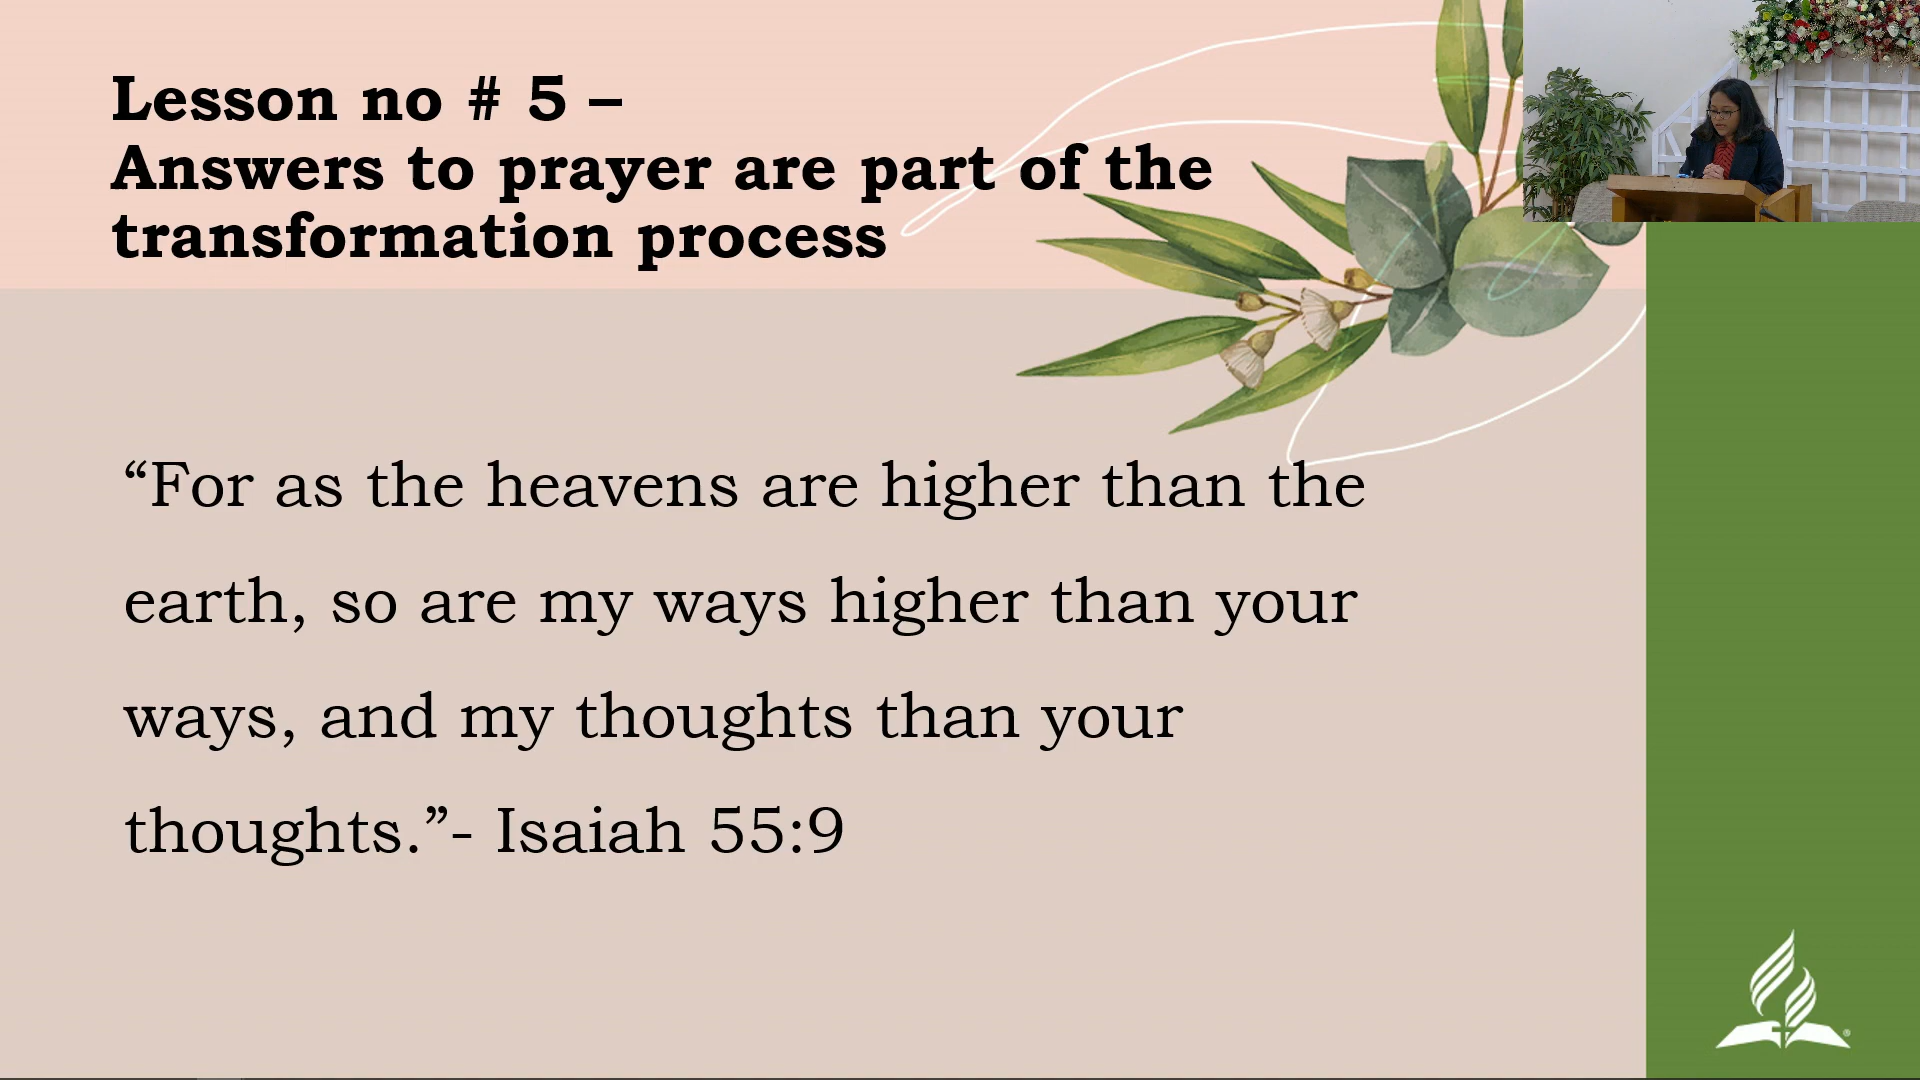 Lesson no # 5 –
Answers to prayer are part of the
transformation process
“For as the heavens are higher than the
earth, so are my ways higher than your
ways, and my thoughts than your
thoughts.”- Isaiah 55:9
®